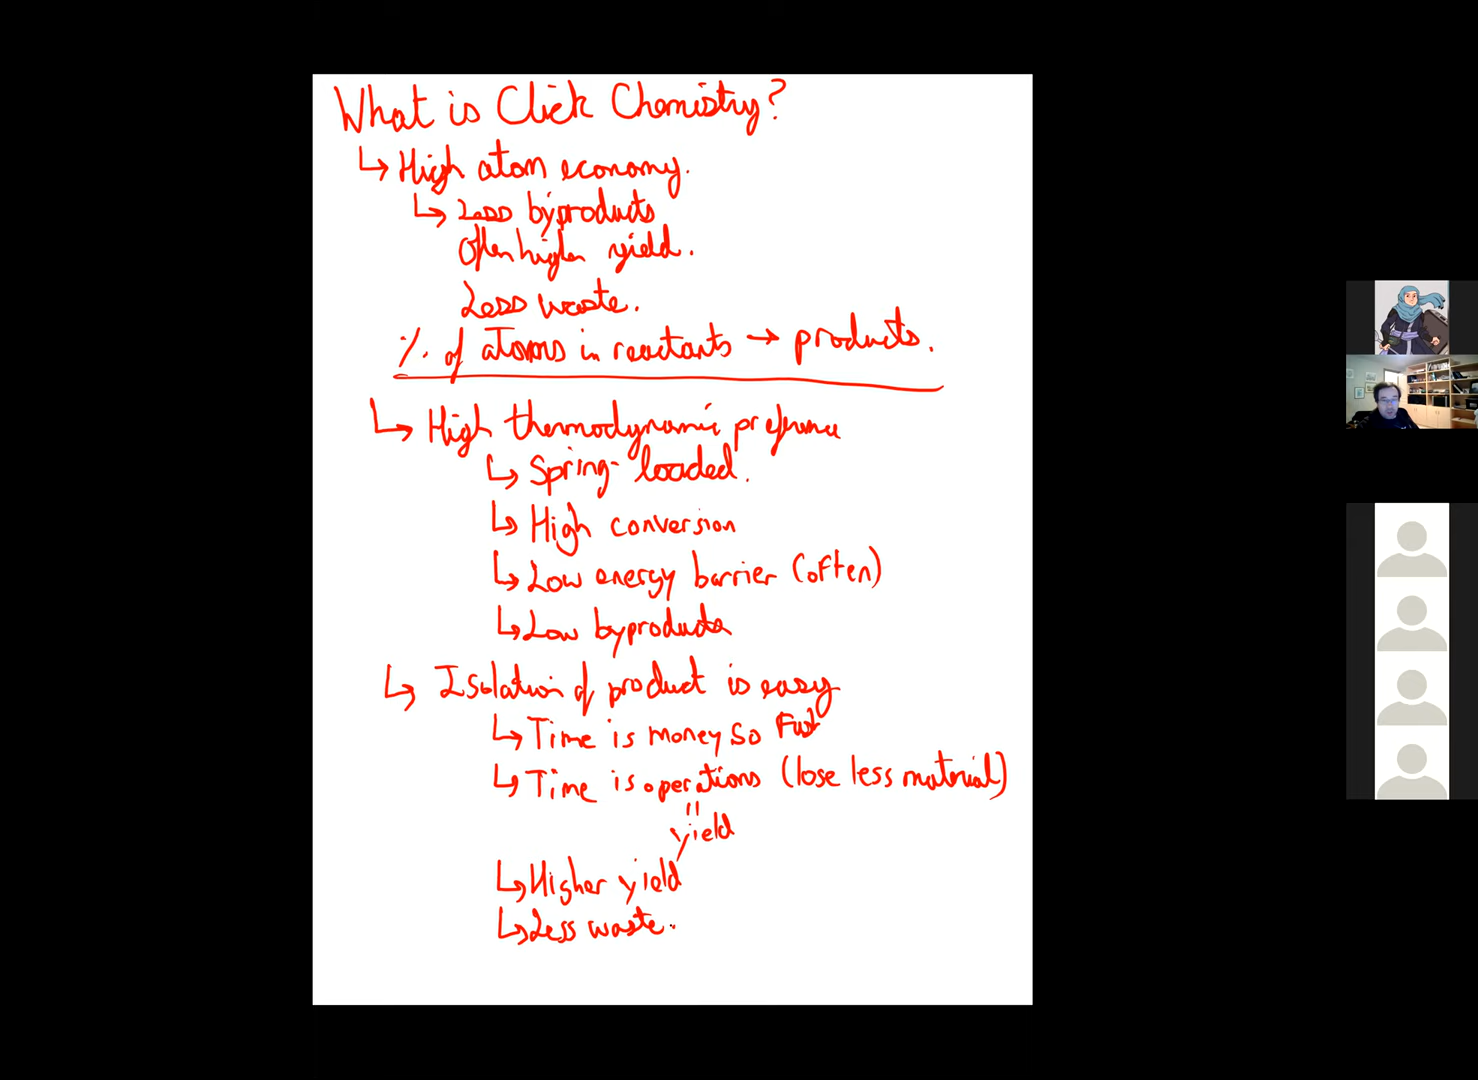 What is Click Chemistry?
↳ High atom economy.
↳ Less byproducts
Often higher yield.
Less waste.
% of atoms in reactants → products.
↳ High thermodynamic preference
↳ Spring-loaded.
↳ High conversion
↳ Low energy barrier (often)
↳ Low byproducts
↳ Isolation of product is easy
↳ Time is money so Fast
↳ Time is operations (lose less material)
"
yield
↳ Higher yield
↳ Less waste.